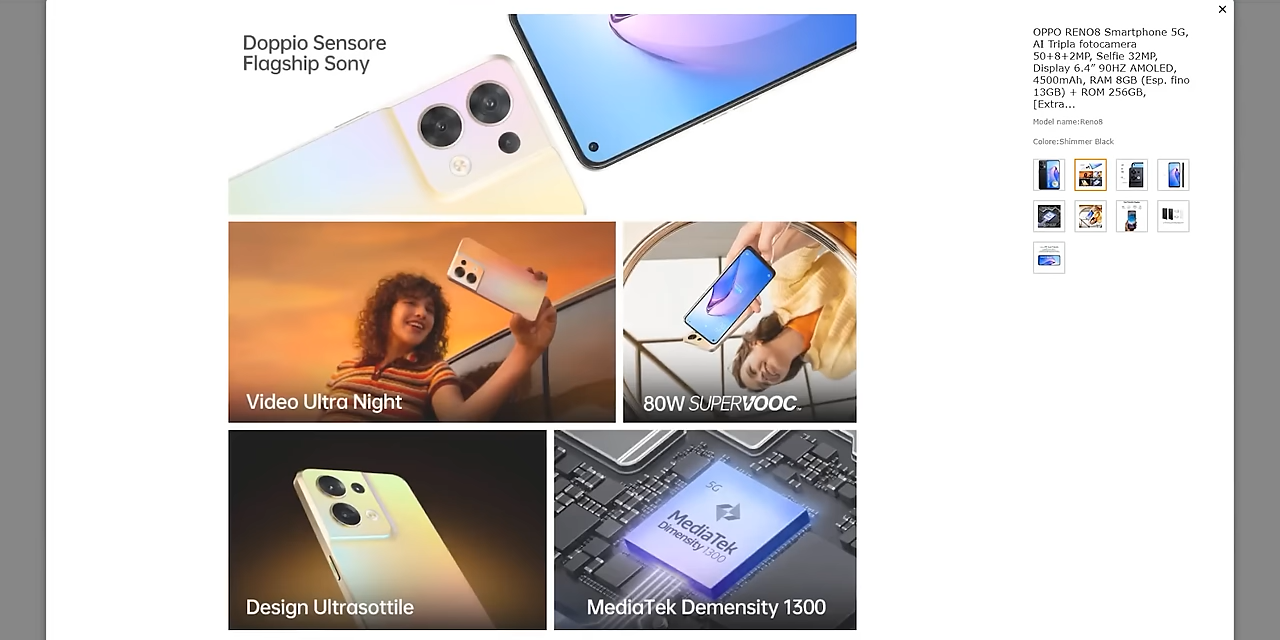 Doppio Sensore
Flagship Sony
Video Ultra Night
80W SUPERVOOC
Design Ultrasottile
5G
MediaTek
Dimensity 1300
MediaTek Demensity 1300
OPPO RENO8 Smartphone 5G,
AI Tripla fotocamera
50+8+2MP, Selfie 32MP,
Display 6.4” 90HZ AMOLED,
4500mAh, RAM 8GB (Esp. fino
13GB) + ROM 256GB,
[Extra...
Model name:Reno8
Colore:Shimmer Black